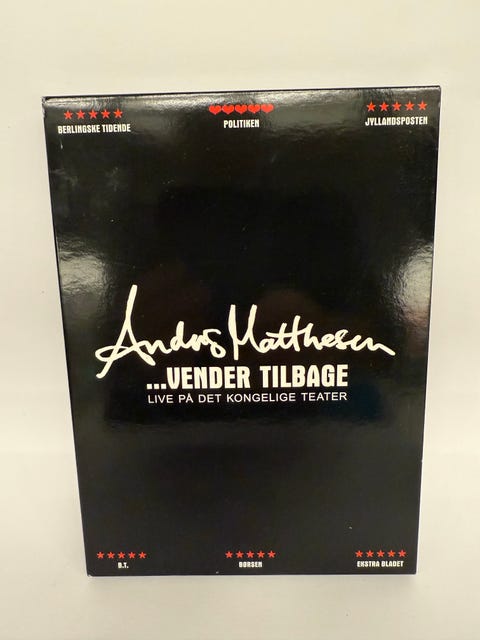 ★★★★★ ♥♥♥♥♥ ★★★★★
BERLINGSKE TIDENDE POLITIKEN JYLLANDSPOSTEN
Anders Matthesen
...VENDER TILBAGE
LIVE PÅ DET KONGELIGE TEATER
★★★★★ ★★★★★ ★★★★★
B.T. BØRSEN EKSTRA BLADET